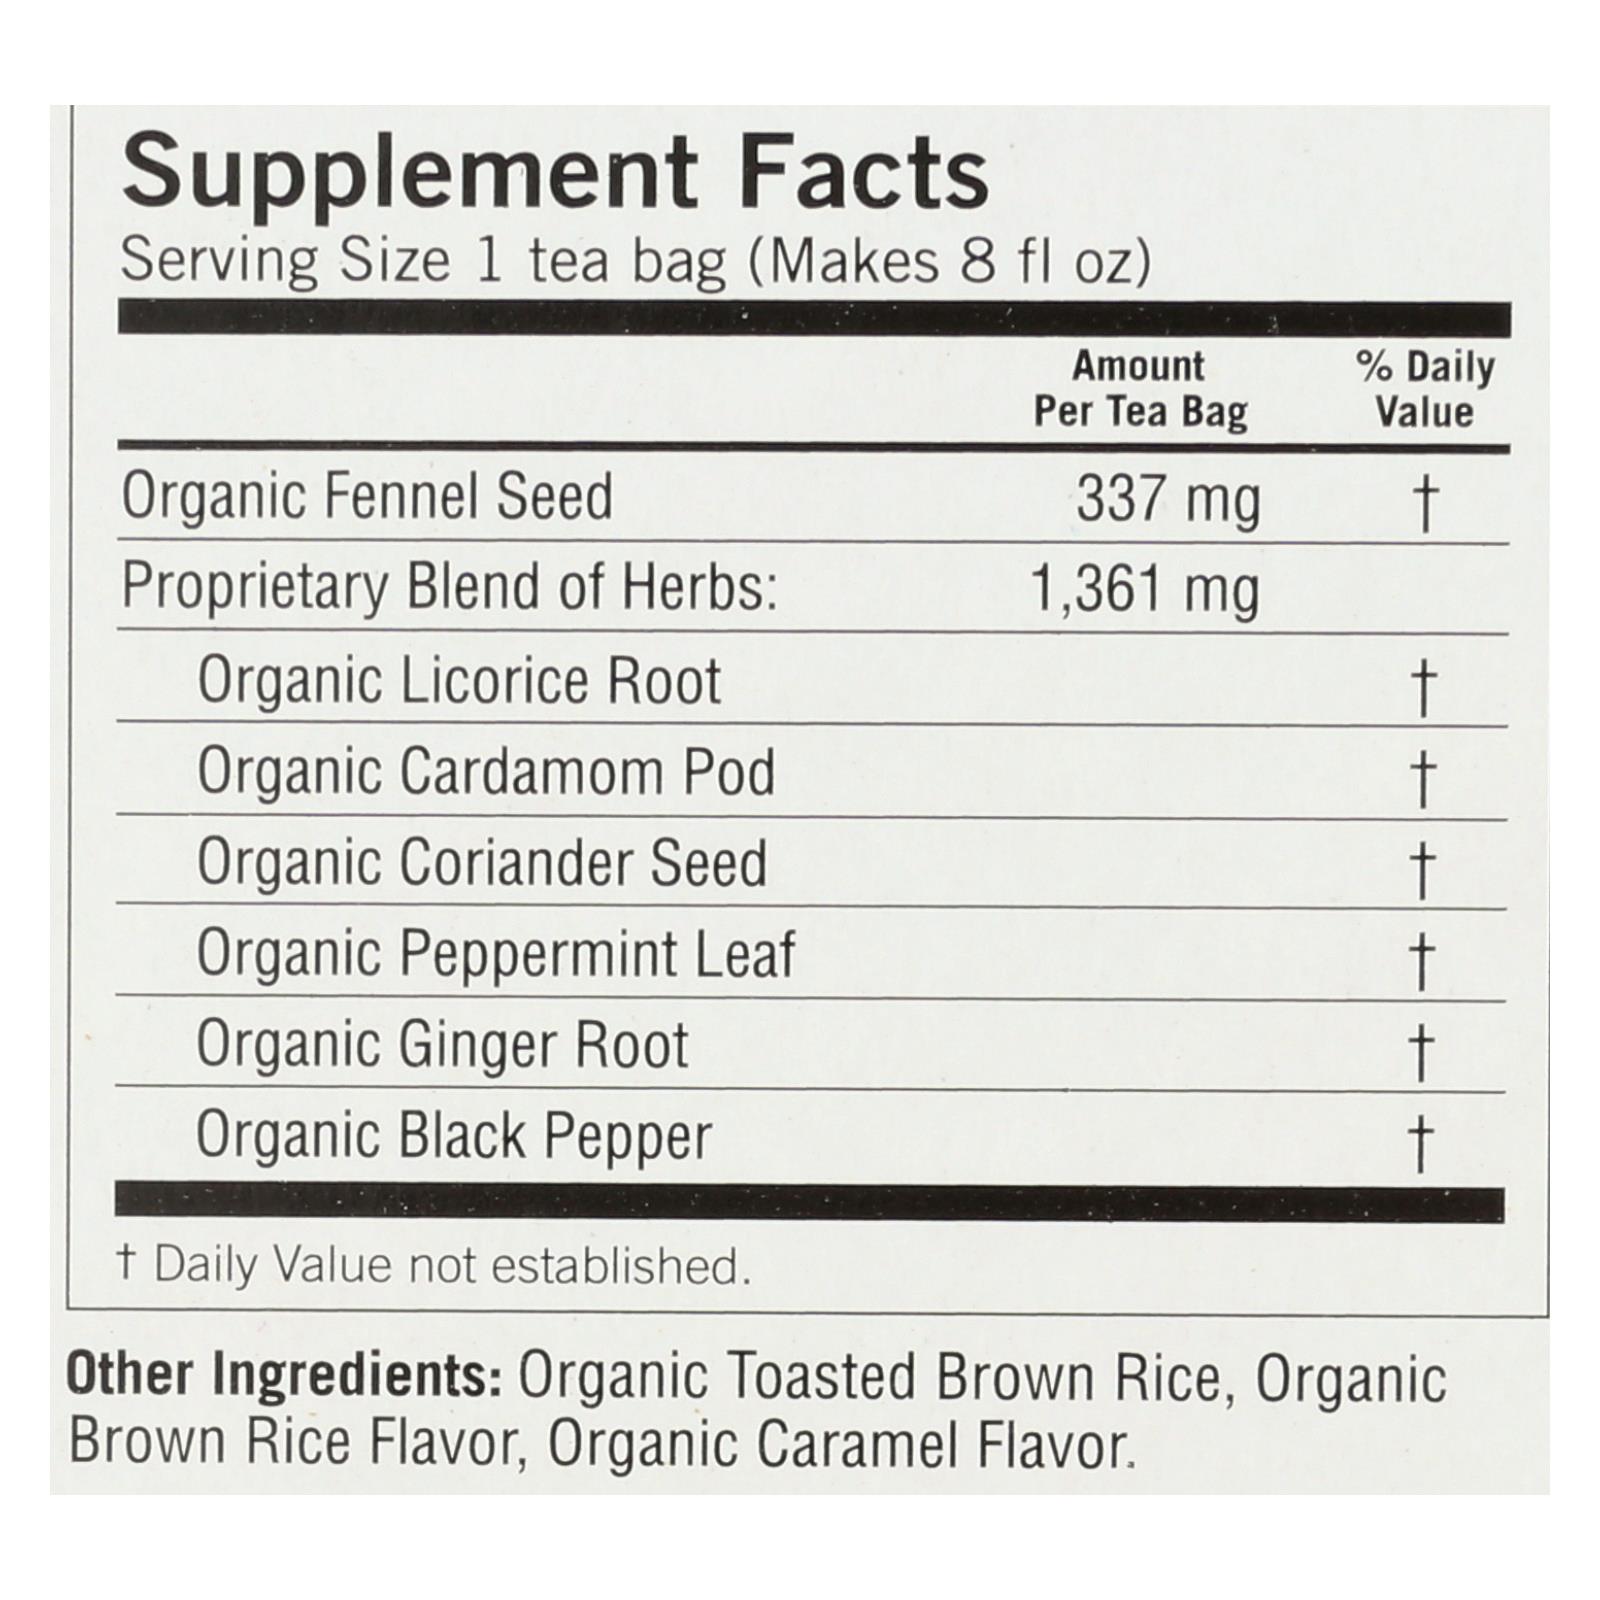 Supplement Facts
Serving Size 1 tea bag (Makes 8 fl oz)
Amount Per Tea Bag % Daily Value
Organic Fennel Seed 337 mg †
Proprietary Blend of Herbs: 1,361 mg
Organic Licorice Root †
Organic Cardamom Pod †
Organic Coriander Seed †
Organic Peppermint Leaf †
Organic Ginger Root †
Organic Black Pepper †
† Daily Value not established.
Other Ingredients: Organic Toasted Brown Rice, Organic
Brown Rice Flavor, Organic Caramel Flavor.